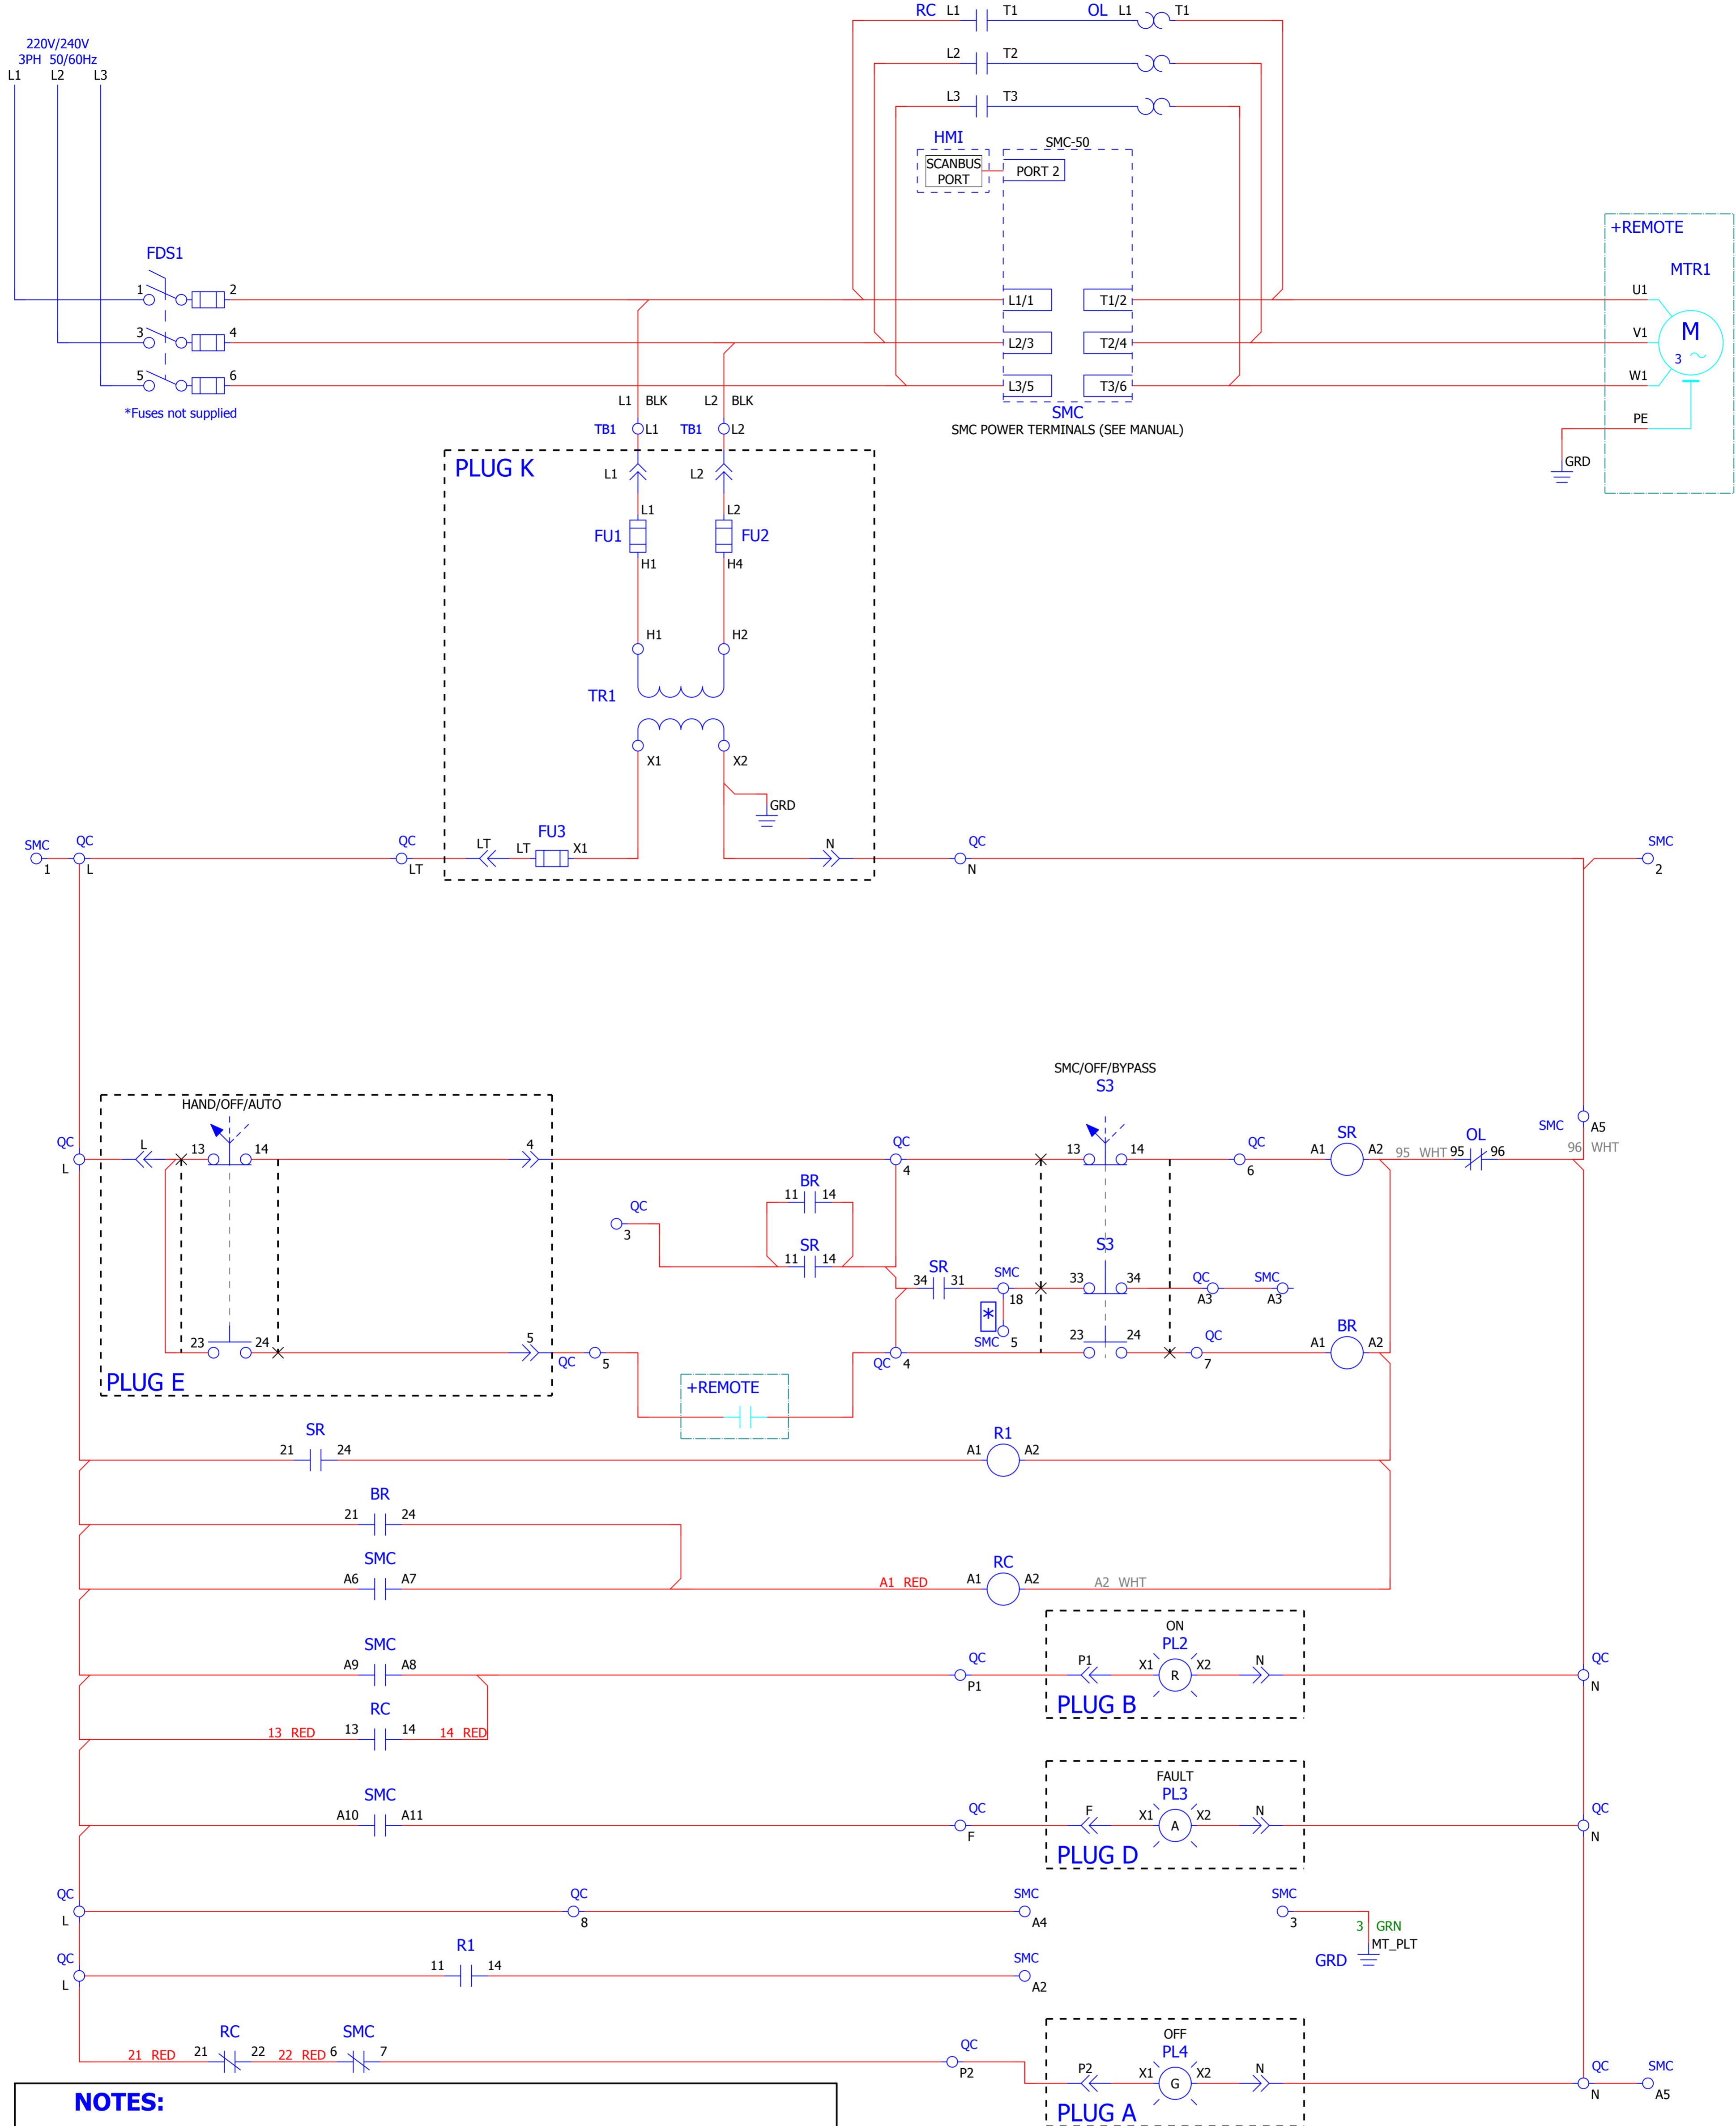 RC L1 T1 OL L1 T1
220V/240V
3PH 50/60Hz
L1 L2 L3
L2 T2
L3 T3
HMI
SMC-50
SCANBUS
PORT
PORT 2
+REMOTE
MTR1
FDS1
1 2
L1/1 T1/2
U1
3 4
L2/3 T2/4
V1
M
3
5 6
L3/5 T3/6
W1
*Fuses not supplied
L1 BLK L2 BLK
SMC
PE
TB1 L1 TB1 L2
SMC POWER TERMINALS (SEE MANUAL)
GRD
PLUG K
L1 L2
L1 L2
FU1 FU2
H1 H4
H1 H2
TR1
X1 X2
GRD
SMC QC QC LT LT FU3 X1 N QC SMC
1 L LT N 2
SMC/OFF/BYPASS
S3
HAND/OFF/AUTO
SMC A5
QC L 13 14 4 QC 13 14 QC SR OL
L 4 6 A1 A2 95 WHT 95 96 96 WHT
BR
11 14
QC
3
SR
11 14
S3
SR
34 31 SMC 33 34 QC SMC
18 A3 A3
*
SMC 5
23 24 5 23 24 QC BR
QC 5 QC 4 7 A1 A2
PLUG E
+REMOTE
SR R1
21 24 A1 A2
BR
21 24
SMC RC
A6 A7 A1 RED A1 A2 A2 WHT
ON
SMC PL2
A9 A8 QC P1 X1 R X2 N QC
P1 N
PLUG B
RC
13 RED 13 14 14 RED
FAULT
SMC PL3
A10 A11 QC F X1 A X2 N QC
F N
PLUG D
QC QC SMC SMC
L 8 A4 3
3 GRN
MT_PLT
GRD
QC R1 SMC
L 11 14 A2
OFF
RC SMC PL4
21 RED 21 22 22 RED 6 7 QC P2 X1 G X2 N QC SMC
P2 N A5
PLUG A
NOTES: